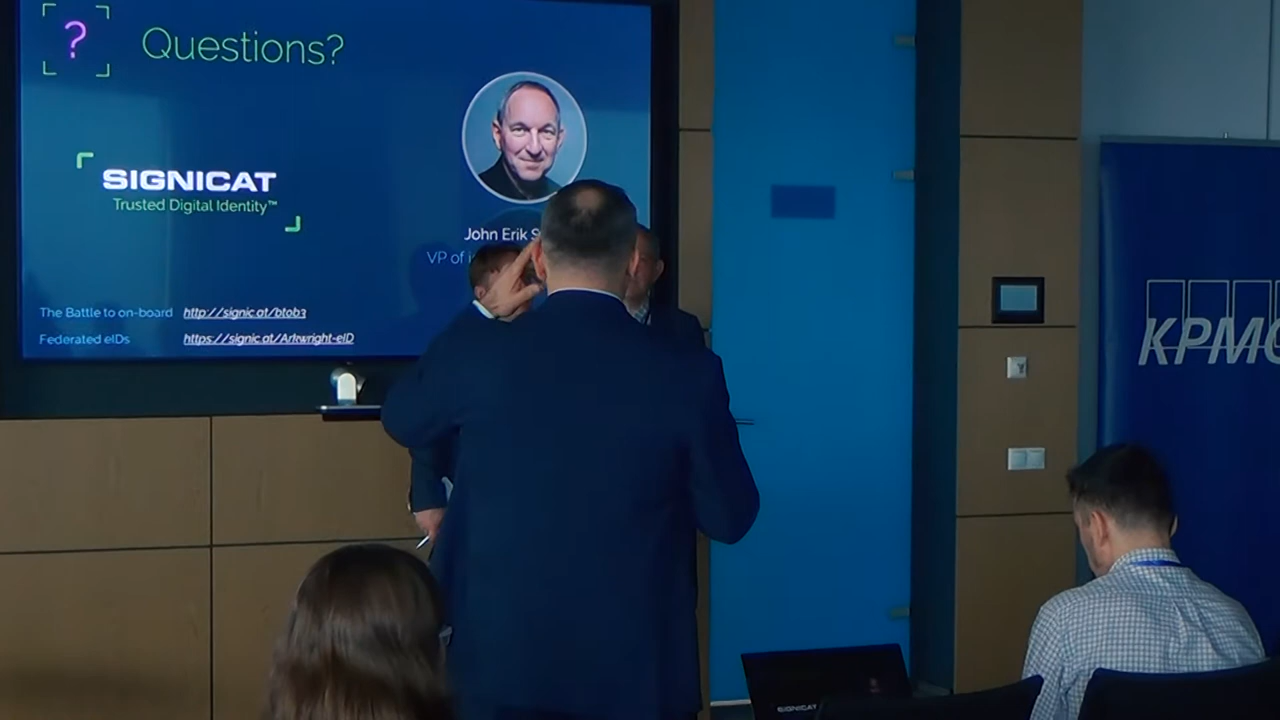 ?
Questions?
SIGNICAT
Trusted Digital Identity™
John Erik
VP of
The Battle to on-board http://signic.at/btob3
Federated eIDs https://signic.at/Arkwright-eID
KPMG
SIGNICAT